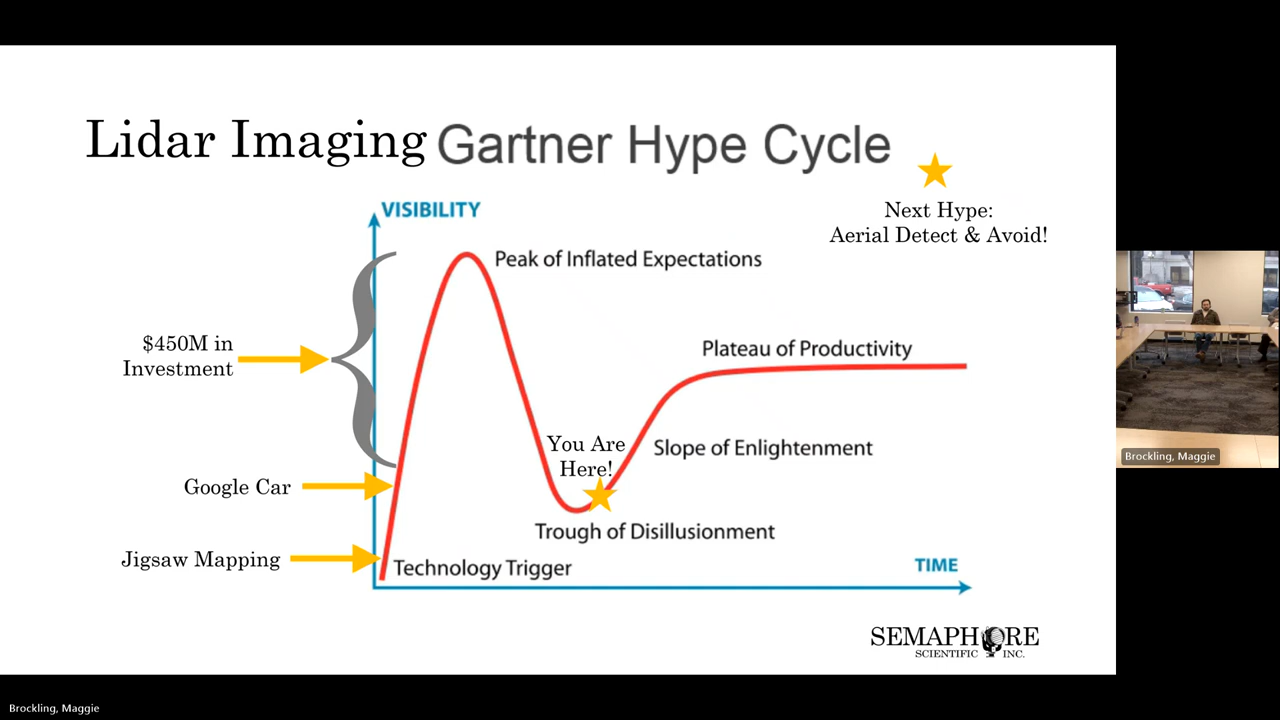 Lidar Imaging Gartner Hype Cycle
Next Hype:
Aerial Detect & Avoid!
VISIBILITY
Peak of Inflated Expectations
$450M in
Investment
Plateau of Productivity
You Are
Here!
Slope of Enlightenment
Google Car
Trough of Disillusionment
Jigsaw Mapping
Technology Trigger
TIME
SEMAPHORE
SCIENTIFIC INC.
Brockling, Maggie
Brockling, Maggie